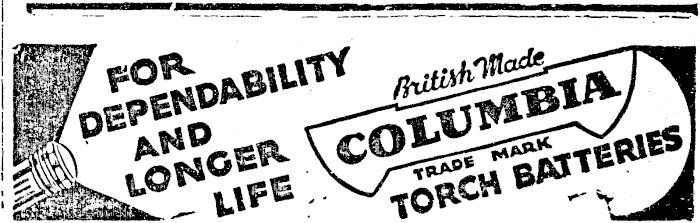 FOR
DEPENDABILITY
AND
LONGER
LIFE
British Made
COLUMBIA
TRADE MARK
TORCH BATTERIES